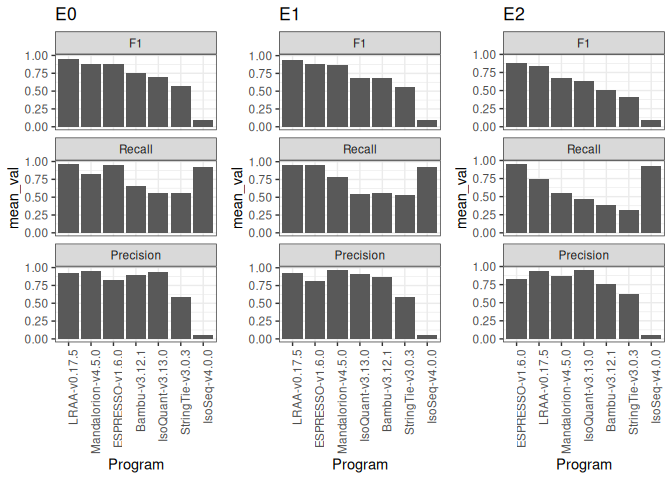 E0
E1
E2
F1
F1
F1
1.00
0.75
0.50
0.25
0.00
1.00
0.75
0.50
0.25
0.00
1.00
0.75
0.50
0.25
0.00
Recall
Recall
Recall
mean_val
mean_val
mean_val
1.00
0.75
0.50
0.25
0.00
1.00
0.75
0.50
0.25
0.00
1.00
0.75
0.50
0.25
0.00
Precision
Precision
Precision
1.00
0.75
0.50
0.25
0.00
1.00
0.75
0.50
0.25
0.00
1.00
0.75
0.50
0.25
0.00
LRAA-v0.17.5
Mandalorion-v4.5.0
ESPRESSO-v1.6.0
Bambu-v3.12.1
IsoQuant-v3.13.0
StringTie-v3.0.3
IsoSeq-v4.0.0
LRAA-v0.17.5
ESPRESSO-v1.6.0
Mandalorion-v4.5.0
IsoQuant-v3.13.0
Bambu-v3.12.1
StringTie-v3.0.3
IsoSeq-v4.0.0
ESPRESSO-v1.6.0
LRAA-v0.17.5
Mandalorion-v4.5.0
IsoQuant-v3.13.0
Bambu-v3.12.1
StringTie-v3.0.3
IsoSeq-v4.0.0
Program
Program
Program